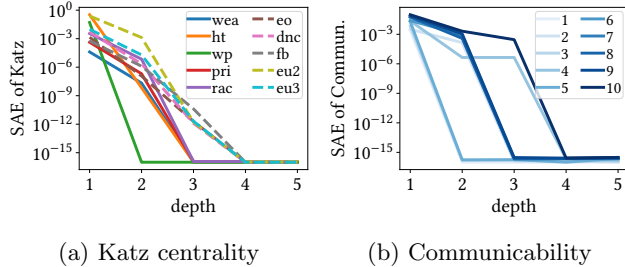 SAE of Katz
10⁰
10⁻³
10⁻⁶
10⁻⁹
10⁻¹²
10⁻¹⁵
wea
ht
wp
pri
rac
eo
dnc
fb
eu2
eu3
1 2 3 4 5
depth
(a) Katz centrality
SAE of Commun.
10⁻³
10⁻⁶
10⁻⁹
10⁻¹²
10⁻¹⁵
1
2
3
4
5
6
7
8
9
10
1 2 3 4 5
depth
(b) Communicability